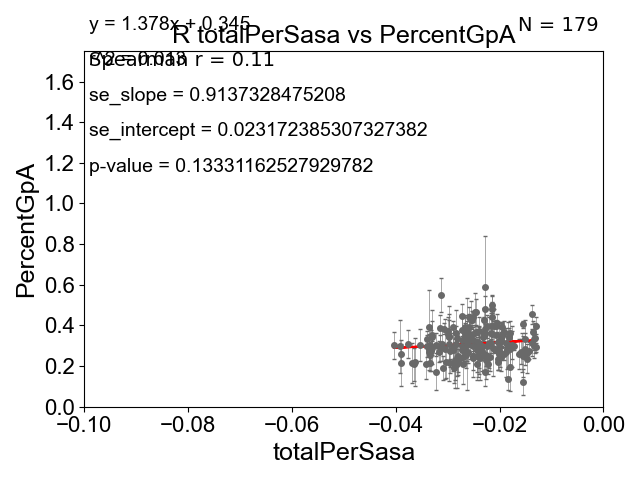 y = 1.378x + 0.345
N = 179
R totalPerSasa vs PercentGpA
Spearman r = 0.11
se_slope = 0.9137328475208
se_intercept = 0.023172385307327382
p-value = 0.13331162527929782
PercentGpA
1.6
1.4
1.2
1.0
0.8
0.6
0.4
0.2
0.0
−0.10 −0.08 −0.06 −0.04 −0.02 0.00
totalPerSasa